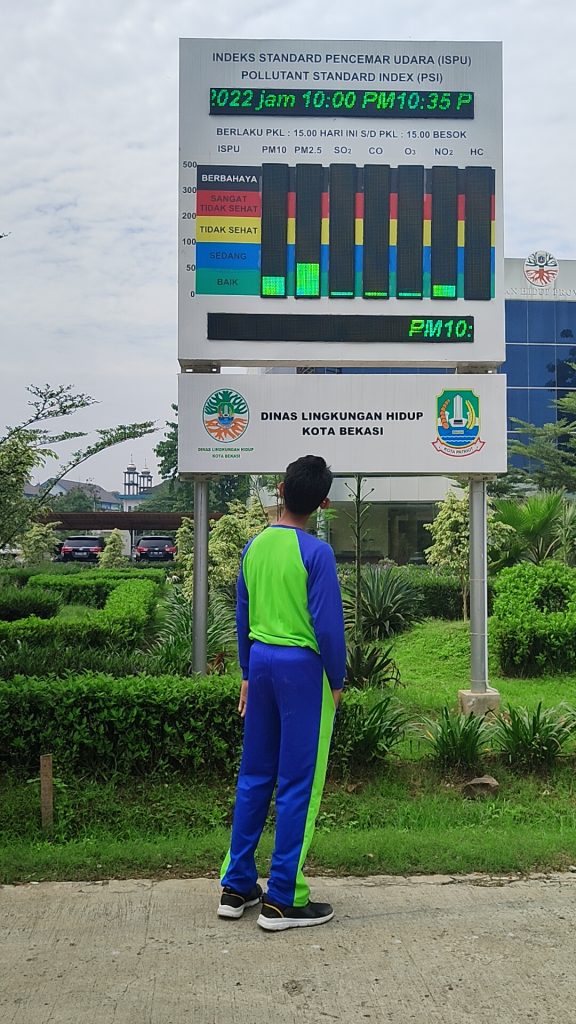 INDEKS STANDARD PENCEMAR UDARA (ISPU)
POLLUTANT STANDARD INDEX (PSI)
2022 jam 10:00 PM10:35 P
BERLAKU PKL : 15.00 HARI INI S/D PKL : 15.00 BESOK
ISPU PM10 PM2.5 SO2 CO O3 NO2 HC
500
BERBAHAYA
300
SANGAT
TIDAK SEHAT
200
TIDAK SEHAT
100
SEDANG
50
BAIK
0
PM10:
DINAS LINGKUNGAN HIDUP
KOTA BEKASI
DINAS LINGKUNGAN HIDUP
KOTA BEKASI
KOTA PATRIOT